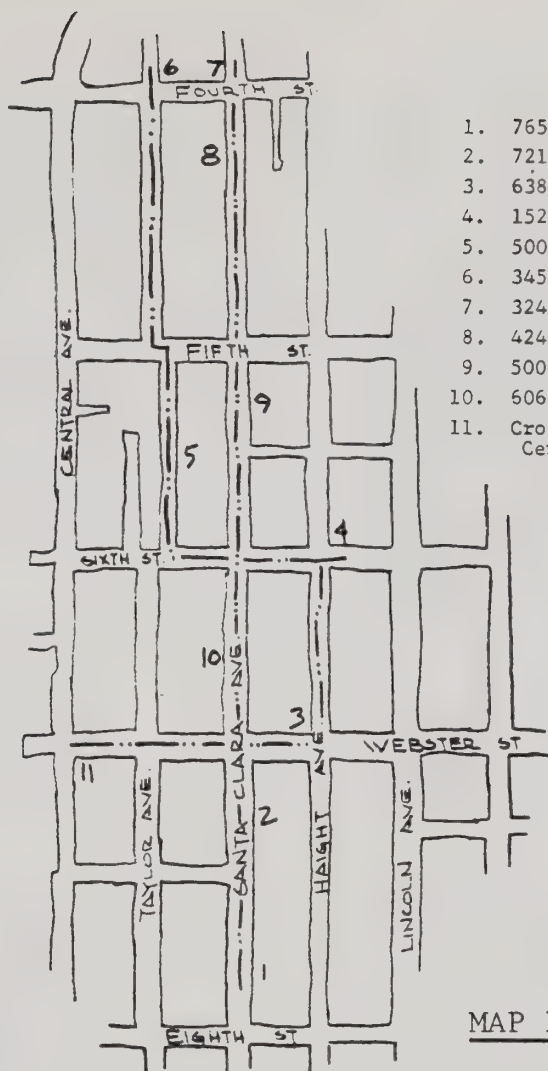 6 7
FOURTH ST.
8
1. 765
2. 721
3. 638
4. 152
5. 500
6. 345
7. 324
8. 424
9. 500
10. 606
11. Cro
CENTRAL AVE.
FIFTH ST.
9
5
4
SIXTH ST.
10
3
WEBSTER ST
11
TAYLOR AVE.
SANTA CLARA AVE.
HAIGHT AVE
LINCOLN AVE.
2
1
EIGHTH ST
MAP